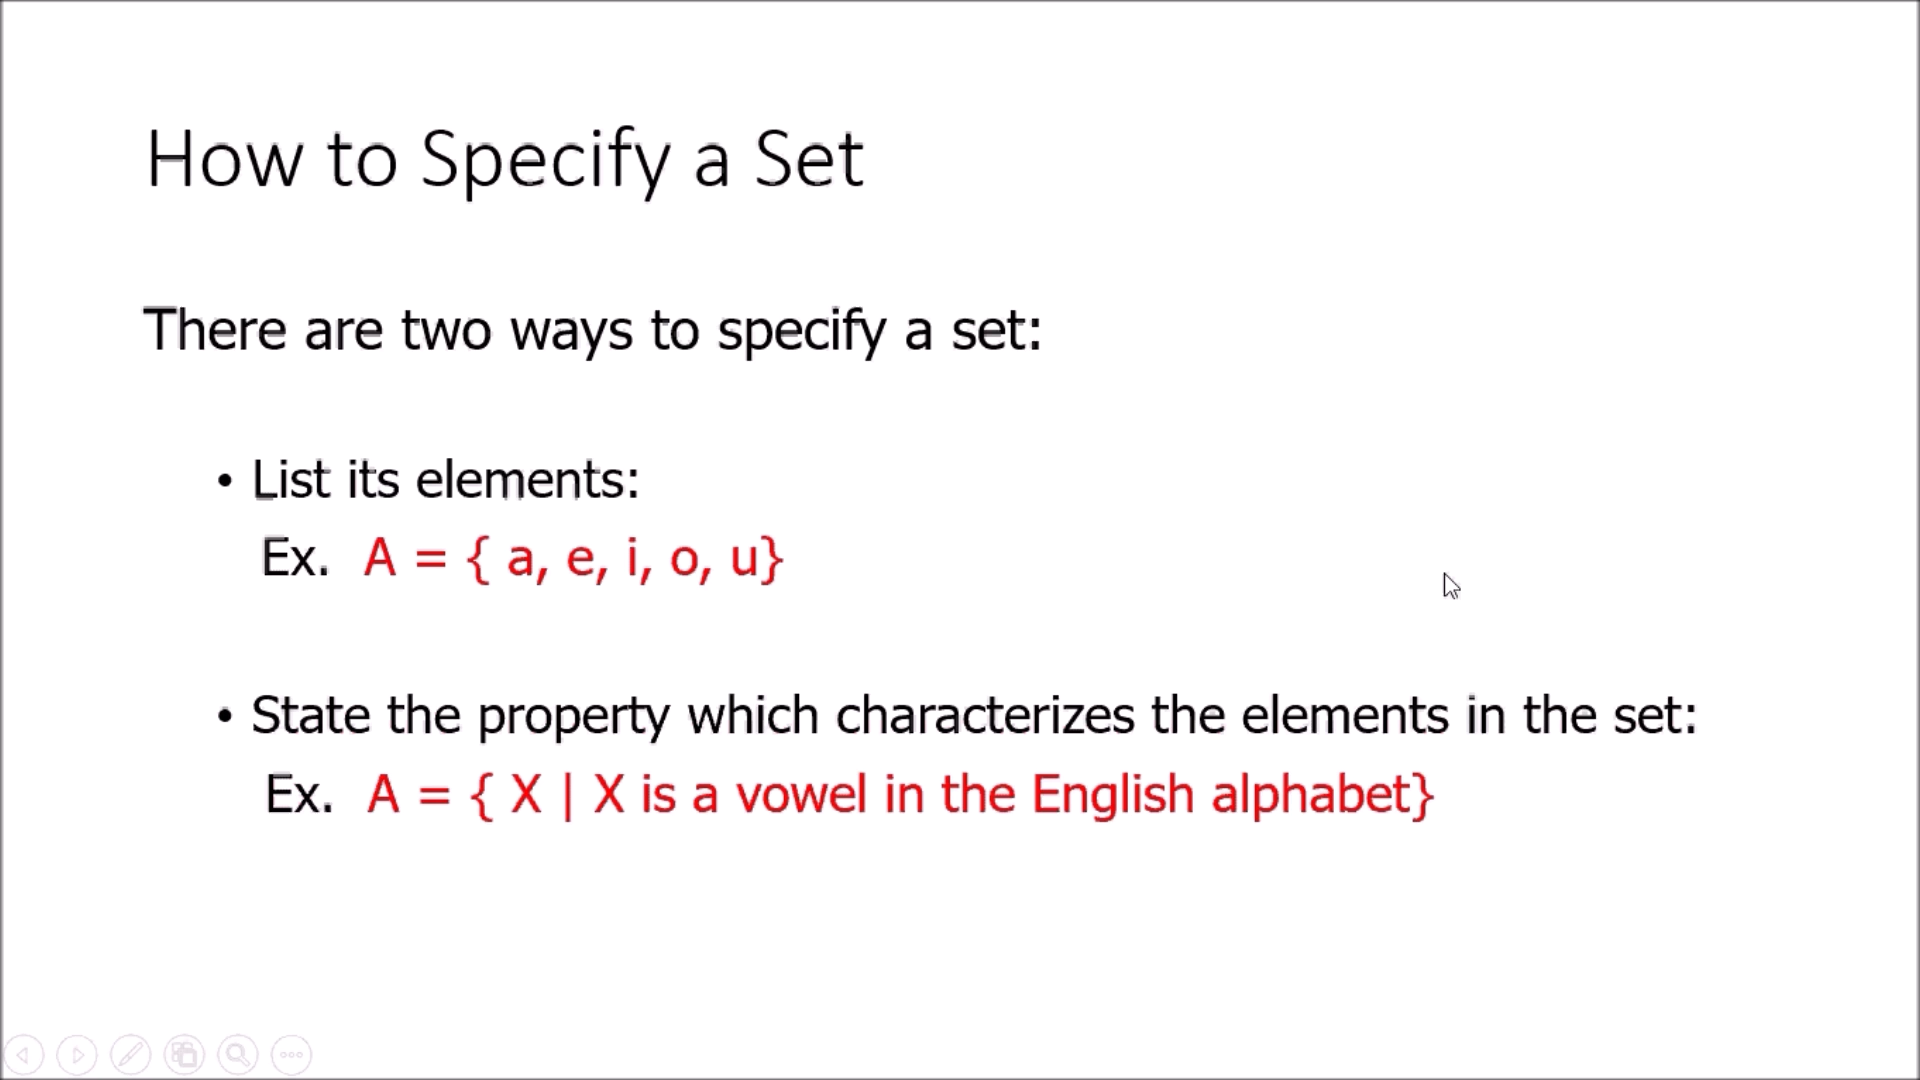 How to Specify a Set
There are two ways to specify a set:
• List its elements:
Ex. A = { a, e, i, o, u}
• State the property which characterizes the elements in the set:
Ex. A = { X | X is a vowel in the English alphabet}